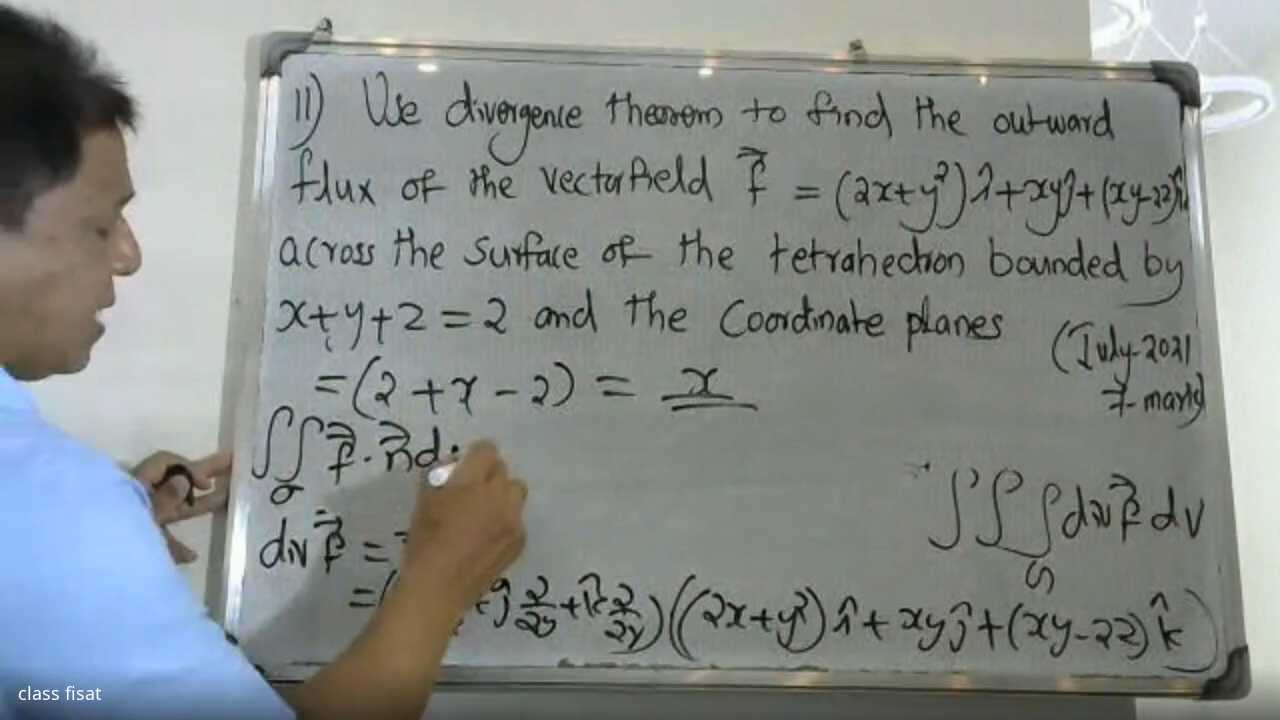 11) Use divergence theorem to find the outward
flux of the vector field f⃗ = (2x+y²)î+xyĵ+(xy-2z)k̂
across the surface of the tetrahedron bounded by
x+y+z=2 and the Coordinate planes
(July-2021
7-marks)
=(2+x-2) = x
∬ f⃗ . n⃗ d
σ
∫∫∫ div f⃗ dv
G
div f⃗ =
=( +ĵ ∂/∂y +k̂ ∂/∂y)((2x+y²)î+xyĵ+(xy-2z)k̂)
class fisat